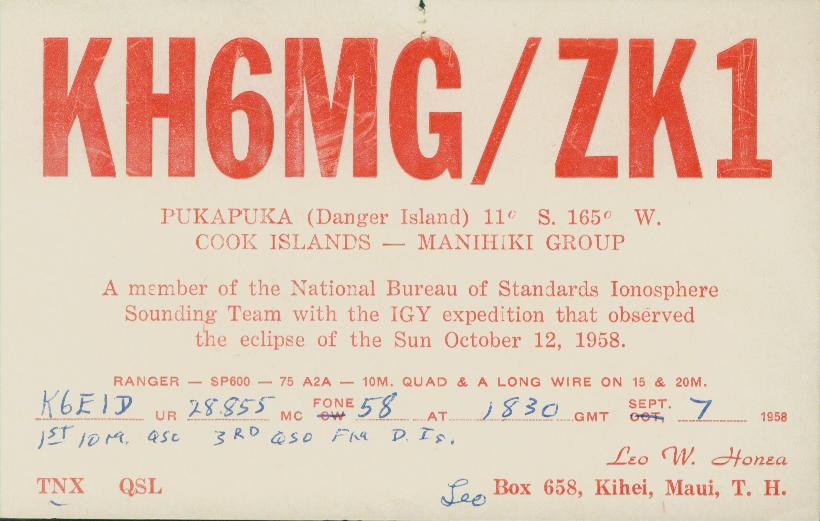 KH6MG/ZK1
PUKAPUKA (Danger Island) 11° S. 165° W.
COOK ISLANDS — MANIHIKI GROUP
A member of the National Bureau of Standards Ionosphere
Sounding Team with the IGY expedition that observed
the eclipse of the Sun October 12, 1958.
RANGER — SP600 — 75 A2A — 10M. QUAD & A LONG WIRE ON 15 & 20M.
FONE SEPT.
K6EID UR 28.855 MC CW 58 AT 1830 GMT OCT. 7 1958
1ST 10M. QSO 3RD QSO FM D. Is.
Leo W. Honea
TNX QSL Leo Box 658, Kihei, Maui, T. H.